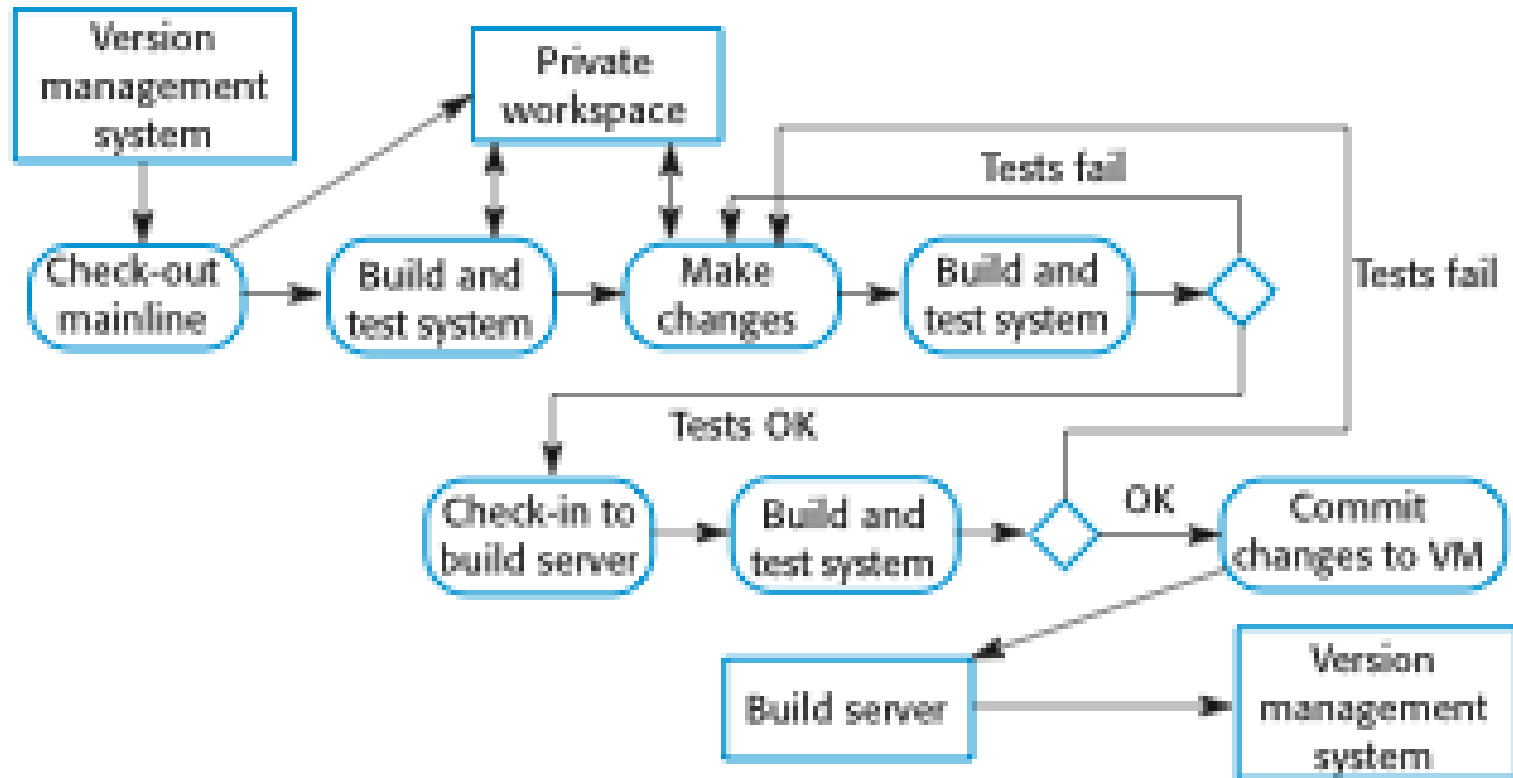 Version
management
system
Private
workspace
Tests fail
Check-out
mainline
Build and
test system
Make
changes
Build and
test system
Tests fail
Tests OK
Check-in to
build server
Build and
test system
OK
Commit
changes to VM
Build server
Version
management
system